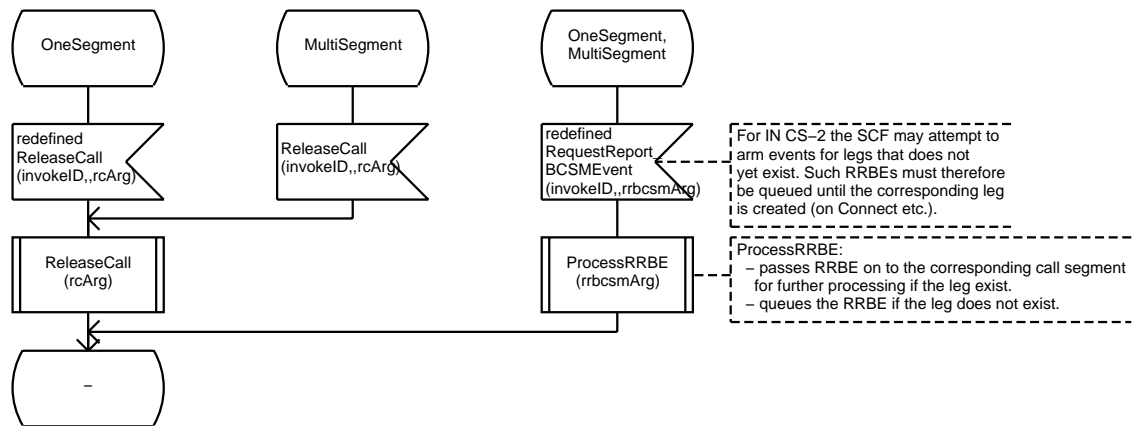 OneSegment
MultiSegment
OneSegment,
MultiSegment
redefined
ReleaseCall
(invokeID,,rcArg)
ReleaseCall
(invokeID,,rcArg)
redefined
RequestReport_
BCSMEvent
(invokeID,,rrbcsmArg)
For IN CS–2 the SCF may attempt to
arm events for legs that does not
yet exist. Such RRBEs must therefore
be queued until the corresponding leg
is created (on Connect etc.).
ReleaseCall
(rcArg)
ProcessRRBE
(rrbcsmArg)
ProcessRRBE:
– passes RRBE on to the corresponding call segment
for further processing if the leg exist.
– queues the RRBE if the leg does not exist.
–